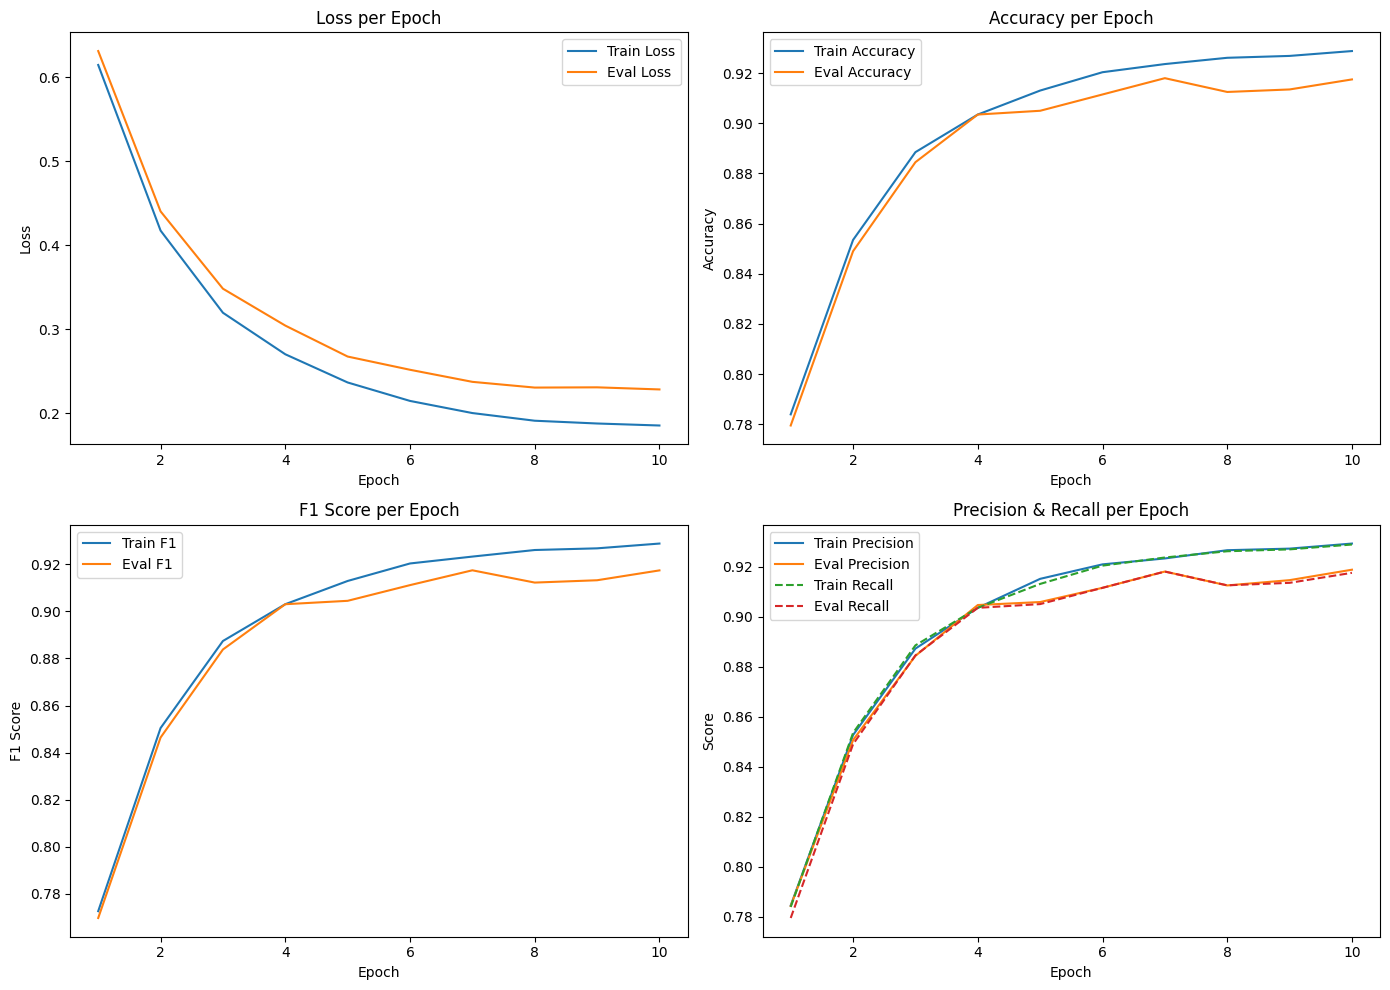 Loss per Epoch
Train Loss
Eval Loss
0.6
0.5
0.4
0.3
0.2
Loss
2
4
6
8
10
Epoch
Accuracy per Epoch
Train Accuracy
Eval Accuracy
0.92
0.90
0.88
0.86
0.84
0.82
0.80
0.78
Accuracy
2
4
6
8
10
Epoch
F1 Score per Epoch
Train F1
Eval F1
0.92
0.90
0.88
0.86
0.84
0.82
0.80
0.78
F1 Score
2
4
6
8
10
Epoch
Precision & Recall per Epoch
Train Precision
Eval Precision
Train Recall
Eval Recall
0.92
0.90
0.88
0.86
0.84
0.82
0.80
0.78
Score
2
4
6
8
10
Epoch